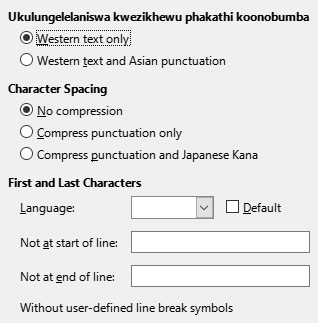 Ukulungelelaniswa kwezikhewu phakathi koonobumba
Western text only
Western text and Asian punctuation
Character Spacing
No compression
Compress punctuation only
Compress punctuation and Japanese Kana
First and Last Characters
Language:
Default
Not at start of line:
Not at end of line:
Without user-defined line break symbols